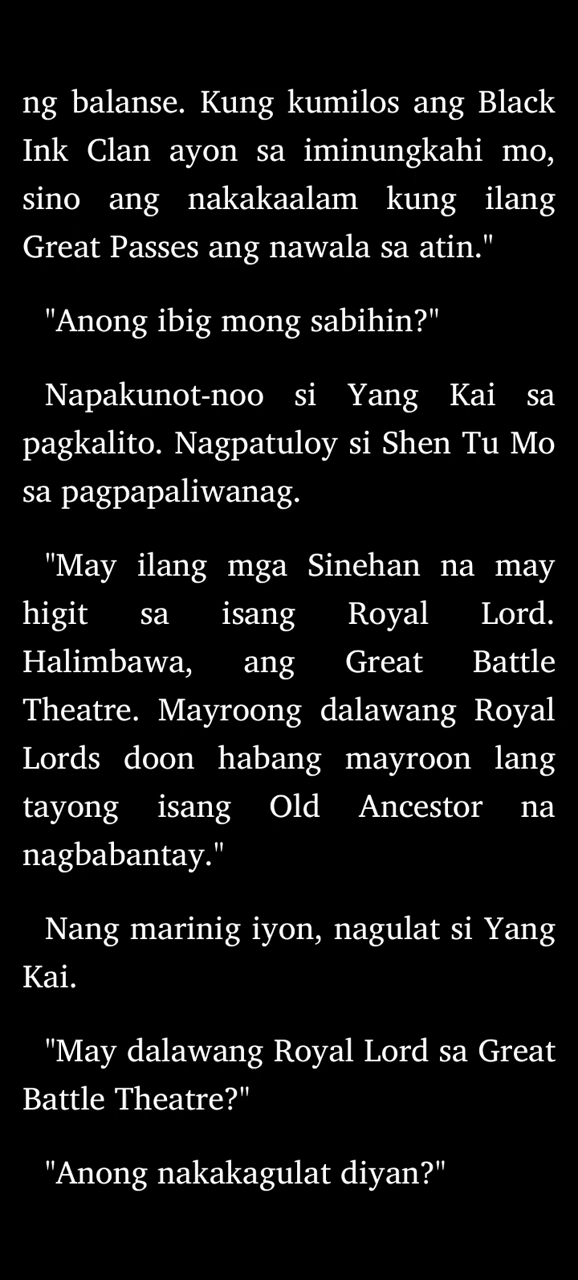 ng balanse. Kung kumilos ang Black
Ink Clan ayon sa iminungkahi mo,
sino ang nakakaalam kung ilang
Great Passes ang nawala sa atin."
"Anong ibig mong sabihin?"
Napakunot-noo si Yang Kai sa
pagkalito. Nagpatuloy si Shen Tu Mo
sa pagpapaliwanag.
"May ilang mga Sinehan na may
higit sa isang Royal Lord.
Halimbawa, ang Great Battle
Theatre. Mayroong dalawang Royal
Lords doon habang mayroon lang
tayong isang Old Ancestor na
nagbabantay."
Nang marinig iyon, nagulat si Yang
Kai.
"May dalawang Royal Lord sa Great
Battle Theatre?"
"Anong nakakagulat diyan?"